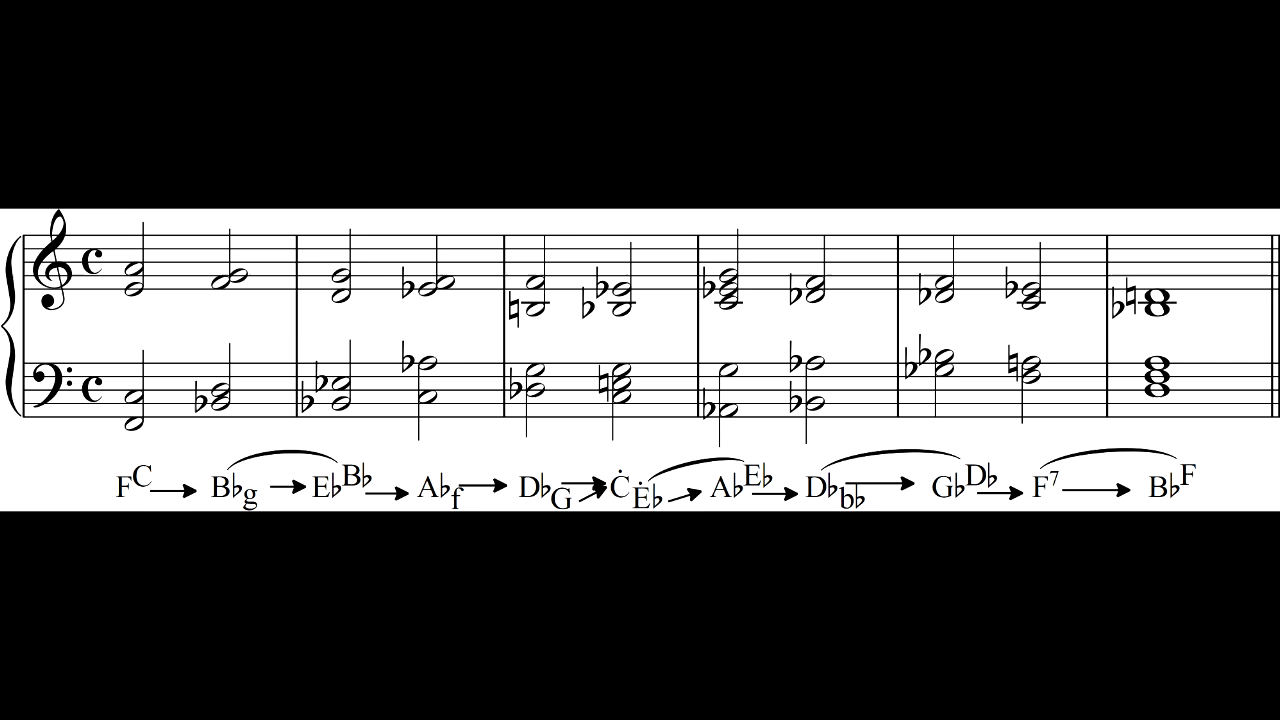 F C → B♭ g → E♭ B♭ → A♭ f → D♭ G → Ċ Ė♭ → A♭ E♭ → D♭ b♭ → G♭ D♭ → F⁷ → B♭ F